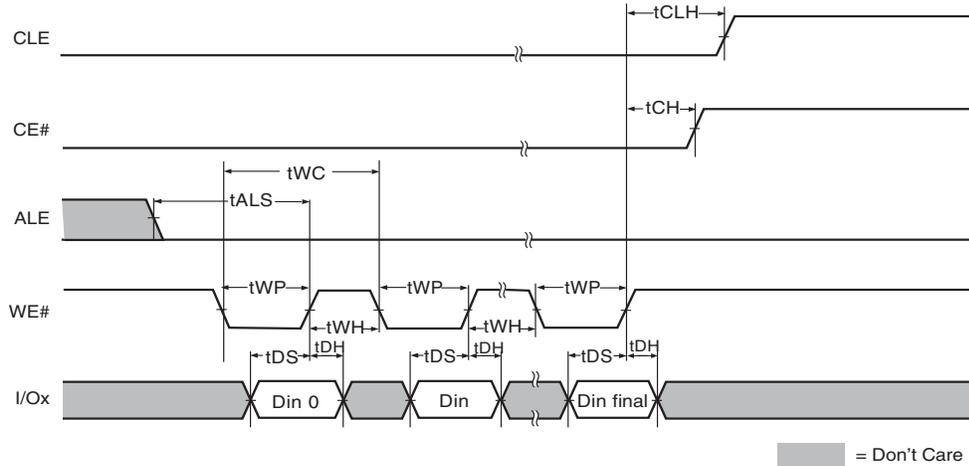 tCLH
CLE
tCH
CE#
tWC
tALS
ALE
tWP tWP tWP
WE#
tWH tWH
tDS tDH tDS tDH tDS tDH
I/Ox Din 0 Din Din final
= Don't Care